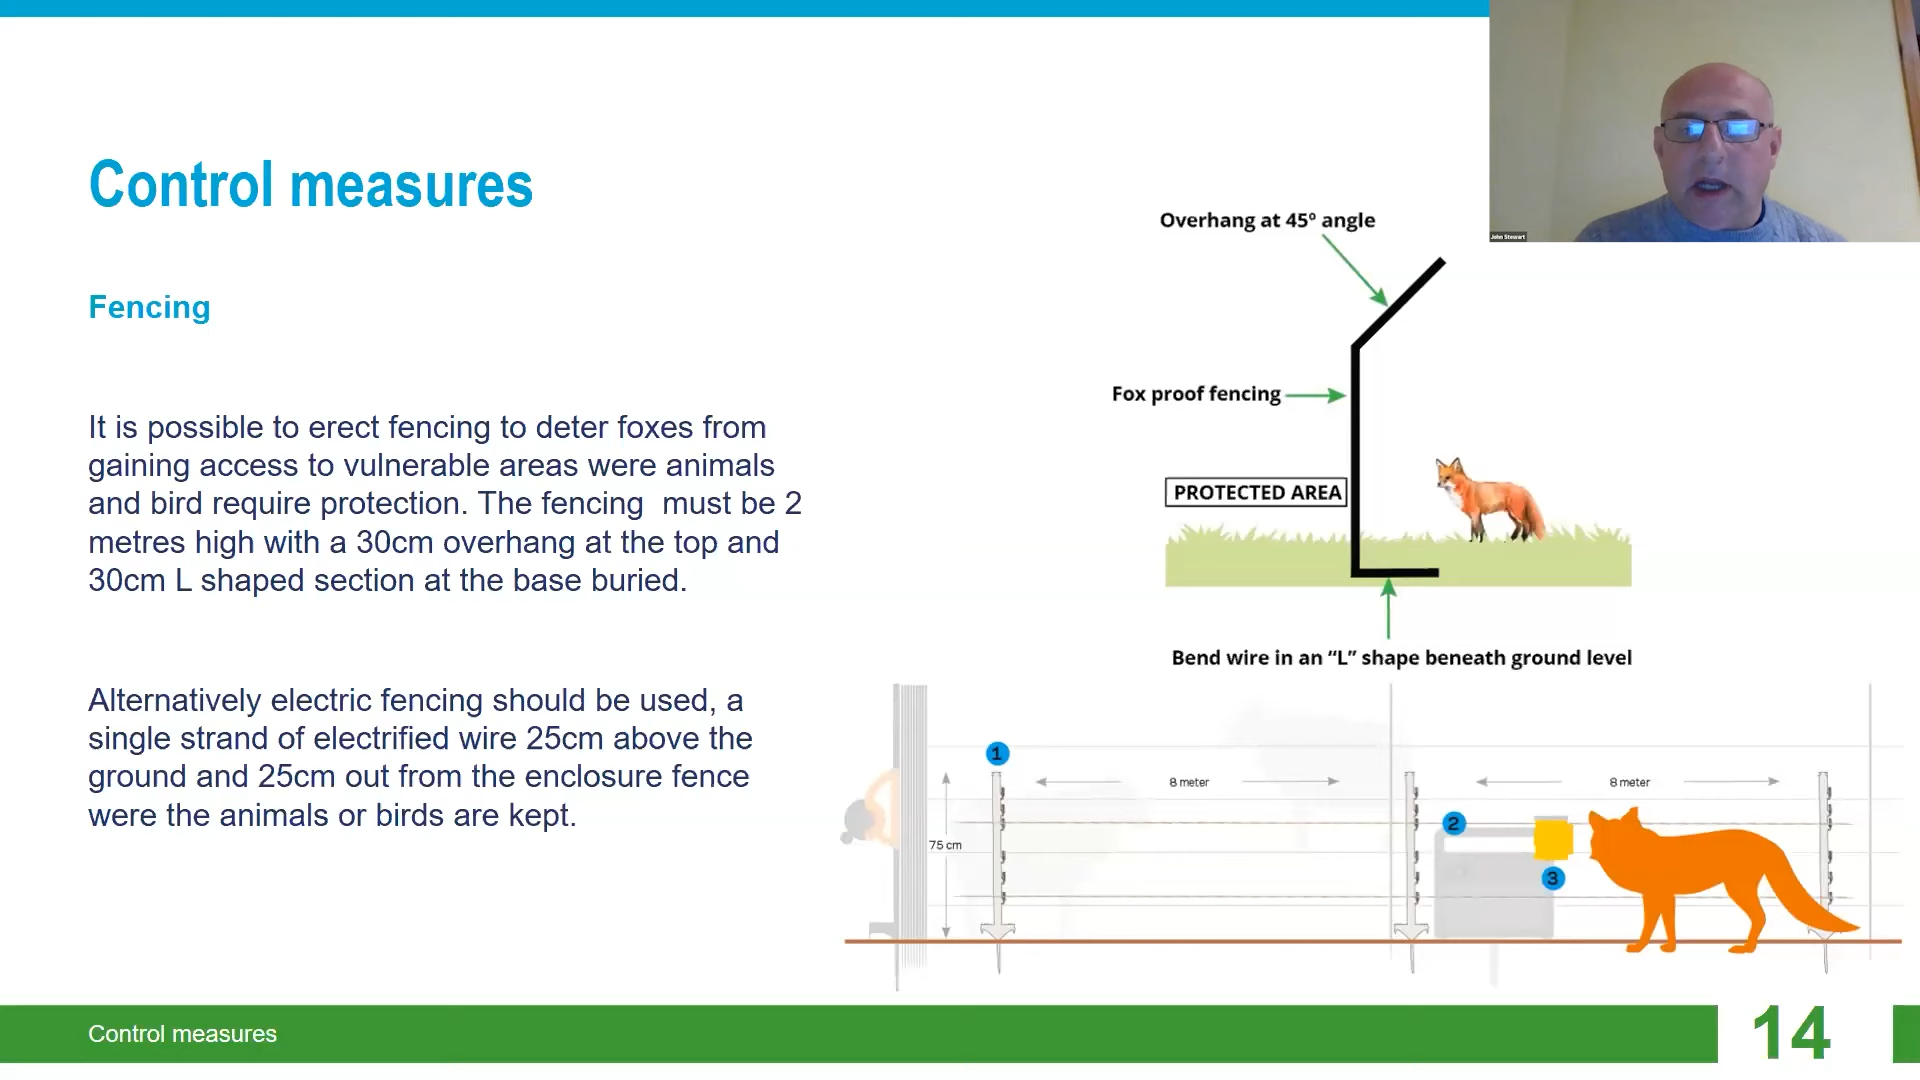 John Stewart
Control measures
Fencing
It is possible to erect fencing to deter foxes from
gaining access to vulnerable areas were animals
and bird require protection. The fencing  must be 2
metres high with a 30cm overhang at the top and
30cm L shaped section at the base buried.
Alternatively electric fencing should be used, a
single strand of electrified wire 25cm above the
ground and 25cm out from the enclosure fence
were the animals or birds are kept.
Overhang at 45º angle
Fox proof fencing
PROTECTED AREA
Bend wire in an “L” shape beneath ground level
1
8 meter
8 meter
2
75 cm
3
Control measures
14